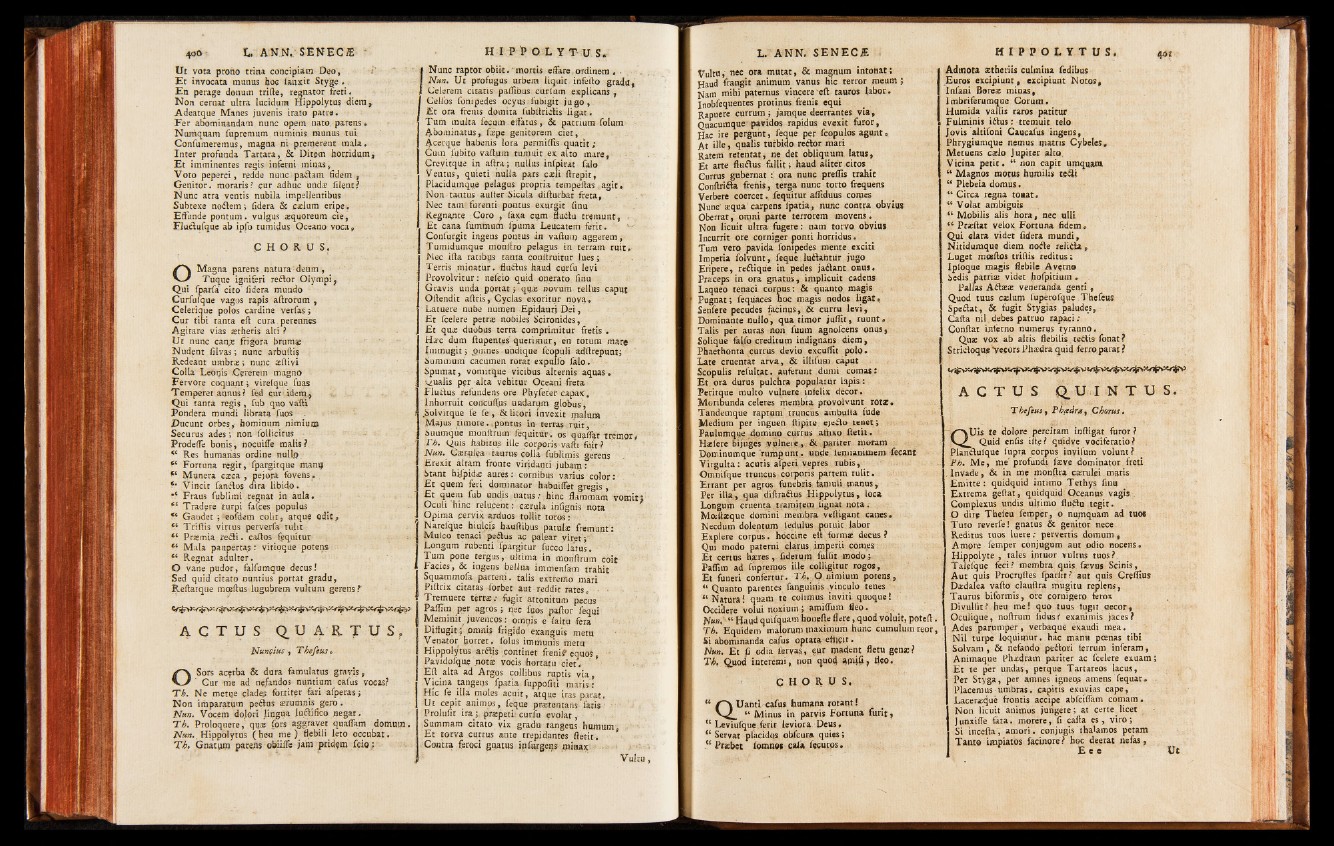 400 L. ANN. SENECÆ
Ut vota prono trina concipiam Deo,
Et invocata munus hoc ſanxit Styge.
En perage donum triſte, regnator freti.
Non cernat ultra lucidum Hippolytus diem,
Adeatque Manes juvenis irato patre.
Fer abominandam nunc opem nato parens.
Numquam ſupremum numinis munus tui
Conſumeremus, magna ni premerent mala.
Inter profunda Tartara, & Ditem horridum,
Et imminentes regis inferni minas,
Voto peperci, redde nunc pactam fidem,
Genitor. moraris? cur adhuc undæ ſilent?
Nunc atra ventis nubila impellentibus
Subtexe noctem; ſidera & cælum eripe,
Effunde pontum. vulgus æquoreum cie,
Fluctuſque ab ipſo tumidus Oceano voca.
CHORUS.
O Magna parens natura deum,
Tuque igniferi rector Olympi,
Qui ſparſa cito ſidera mundo
Curſuſque vagos rapis aſtrorum,
Celerique polos cardine verſas;
Cur tibi tanta eſt cura perennes
Agitare vias ætheris alti?
Ut nunc canæ frigora brumæ
Nudent ſilvas; nunc arbuſtis
Redeant umbræ; nunc æſtivi
Colla Leonis Cererem magno
Fervore coquant; vireſque ſuas
Temperet annus? ſed cur idem,
Qui tanta regis, ſub quo vaſti
Pondera mundi librata ſuos
Ducunt orbes, hominum nimium
Securus ades; non ſollicitus
Prodeſſe bonis, nocuiſſe malis?
“ Res humanas ordine nullo
“ Fortuna regit, ſpargitque manu
“ Munera cæca, pejora fovens.
“ Vincit ſanctos dira libido.
“ Fraus ſublimi regnat in aula.
“ Tradere turpi faſces populus
“ Gaudet; eoſdem colit, atque odit,
“ Triſtis virtus perverſa tulit
“ Præmia recti. caſtos ſequitur
“ Mala paupertas: vitioque potens
“ Regnat adulter.
O vane pudor, falſumque decus!
Sed quid citato nuntius portat gradu,
Reſtatque mœſtus lugubrem vultum gerens?
ACTUS QUARTUS,
Nuncius, Theſeus.
O Sors acerba & dura famulatus gravis,
Cur me ad nefandos nuntium caſus vocas?
Th. Ne metue clades fortiter fari aſperas;
Non imparatum pectus ærumnis gero.
Nun. Vocem dolori lingua luctifico negat.
Th. Proloquere, quæ ſors aggravet quaſſam domum.
Nun. Hippolytus (heu me) flebili leto occubat.
Th. Gnatum parens obiiſſe jam pridem ſcio;
HIPPOLYTUS.
Nunc raptor obiit. mortis effare ordinem.
Nun. Ut profugus urbem liquit infeſto gradu,
Celerem citatis paſſibus curſum explicans,
Celſos ſonipedes ocyus ſubigit jugo,
Et ora frenis domita ſubſtrictis ligat.
Tum multa ſecum effatus, & patrium ſolum
Abominatus, ſæpe genitorem ciet,
Acerque habenis lora permiſſis quatit;
Cum ſubito vaſtum tumuit ex alto mare,
Crevitque in aſtra; nullus inſpirat ſalo
Ventus, quieti nulla pars cæli ſtrepit,
Placidumque pelagus propria tempeſtas agit.
Non tantus auſter Sicula diſturbat freta,
Nec tam furenti pontus exurgit ſinu
Regnante Coro, ſaxa cum fluctu tremunt,
Et cana ſummum ſpuma Leucatem ferit.
Conſurgit ingens pontus in vaſtum aggerem,
Tumidumque monſtro pelagus in terram ruit.
Nec iſta ratibus tanta conſtruitur lues;
Terris minatur. fluctus haud curſu levi
Provolvitur: neſcio quid onerato ſinu
Gravis unda portat; quæ novum tellus caput
Oſtendit aſtris, Cyclas exoritur nova.
Latuere nube numen Epidauri Dei,
Et ſcelere petræ nobiles Scironides,
Et quæ duobus terra comprimitur fretis.
Hæc dum ſtupentes querimur, en totum mare
Immugit; omnes undique ſcopuli adſtrepunt;
Summum cacumen rorat expulſo ſalo.
Spumat, vomitque vicibus alternis aquas.
Qualis per alta vehitur Oceani freta
Fluctus refundens ore Phyſeter capax,
Inhorruit concuſſus undarum globus,
Solvitque ſe ſe, & licori invexit malum
Majus timore. pontus in terras ruit,
Suumque monſtrum ſequitur. os quaſſat tremor,
Th. Quis habitus ille corporis vaſti fuit?
Nun. Cærulea taurus colla ſublimis gerens
Erexit altam fronte viridanti jubam:
Stant hiſpidæ aures: cornibus varius color:
Et quem feri dominator habuiſſet gregis,
Et quem ſub undis natus: hinc flammam vomit;
Oculi hinc relucent: cærula inſignis nota
Opima cervix arduos tollit toros:
Nareſque hiulcis hauſtibus patulæ fremunt:
Muſco tenaci pectus ac palear viret;
Longum rubenti ſpargitur fucco latus.
Tum pone tergus, ultima in monſtrum coit
Facies, & ingens bellua immenſam trahit
Squammoſa partem. talis extremo mari
Piſtrix citatas ſorbet aut reddit rates.
Tremuere terræ: fugit attonitum pecus
Paſſim per agros; nec ſuos paſtor ſequi
Meminit juvencos: omnis e ſaltu fera
Diffugit; omnis frigido exanguis metu
Venator horret. ſolus immunis metu
Hippolytus arctis continet frenis equos,
Pavidoſque notæ vocis hortatu ciet.
Eſt alta ad Argos collibus ruptis via,
Vicina tangens ſpatia ſuppoſiti maris:
Hic ſe illa moles acuit, atque iras parat.
Ut cepit animos, ſeque prætentans ſatis
Proluſit iræ; præpeti curſu evolat,
Summam citato vix gradu tangens humum,
Et torva currus ante trepidantes ſtetit.
Contra feroci gnatus inſurgens minax
Vultu,
L. ANN. SENECÆ
Vultu, nec ora mutat, & magnum intonat:
Haud frangit animum vanus hic terror meum;
Nam mihi paternus vincere eſt tauros labor.
Inobſequentes protinus frenis equi
Rapuere currum; jamque deerrantes via,
Quacumque pavidos rapidus evexit furor,
Hac ire pergunt, ſeque per ſcopulos agunt.
At ille, qualis turbido rector mari
Ratem retentat, ne det obliquum latus,
Et arte fluctus fallit; haud aliter citos
Currus gubernat: ora nunc preſſis trahit
Conſtricta frenis, terga nunc torto frequens
Verbere coercet. ſequitur aſſiduus comes
Nunc æqua carpens ſpatia, nunc contra obvius
Oberrat, omni parte terrorem movens.
Non licuit ultra fugere: nam torvo obvius
Incurrit ore corniger ponti horridus.
Tum vero pavida ſonipedes mente exciti
Imperia ſolvunt, ſeque luctantur jugo
Eripere, rectique in pedes jactant onus.
Præceps in ora gnatus, implicuit cadens
Laqueo tenaci corpus: & quanto magis
Pugnat; ſequaces hoc magis nodos ligat,
Senſere pecudes facinus, & curru levi,
Dominante nullo, qua timor juſſit, ruunt.
Talis per auras non ſuum agnoſcens onus,
Solique falſo creditum indignans diem,
Phaethonta currus devio excuſſit polo.
Late cruentat arva, & illiſum caput
Scopulis reſultat. auferunt dumi comas:
Et ora durus pulchra populatur lapis:
Peritque multo vulnere infelix decor.
Moribunda celeres membra provolvunt rotæ.
Tandemque raptum truncus ambuſta ſude
Medium per inguen ſtipite ejecto tenet;
Paulumque domino currus affixo ſtetit.
Hæſere bijuges vulnere, & pariter moram
Dominumque rumpunt. inde ſemianimem ſecant
Virgulta: acutis aſperi vepres rubis,
Omniſque truncus corporis partem tulit.
Errant per agros funebris famuli manus,
Per illa, qua diſtractus Hippolytus, loca
Longum cruenta tramitem ſignat nota.
Mœſtæque domini membra veſtigant canes.
Necdum dolentum ſedulus potuit labor
Explere corpus. hoccine eſt formæ decus?
Qui modo paterni clarus imperii comes
Et certus hæres, ſiderum fulſit modo;
Paſſim ad ſupremos ille colligitur rogos,
Et funeri confertur. Th. O nimium potens,
“ Quanto parentes ſanguinis vinculo tenes
“ Natura! quam te colimus inviti quoque!
Occidere volui noxium; amiſſum fleo.
Nun. “ Haud quiſquam honeſte flere, quod voluit, poteſt.
Th. Equidem malorum maximum hunc cumulum reor,
Si abominanda caſus optata efficit.
Nun. Et ſi odia ſervas, cur madent fletu genæ?
Th. Quod interemi, non quod amiſi, fleo.
CHORUS.
“ QUanti caſus humana rotant!
“ Minus in parvis Fortuna furit,
“ Leviuſque ferit leviora Deus.
“ Servat placidos obſcura quies;
“ Præbet ſomnos caſa ſecuros.
HIPPOLYTUS. 401
Admota ætheriis culmina ſedibus
Euros excipiunt, excipiunt Notos,
Inſani Boreæ minas,
Imbriferumque Corum.
Humida vallis raros patitur
Fulminis ictus: tremuit telo
Jovis altiſoni Caucaſus ingens,
Phrygiumque nemus matris Cybeles.
Metuens cælo Jupiter alto
Vicina petit. “ non capit umquam
“ Magnos motus humilis tecti
“ Plebeia domus.
“ Circa regna tonat.
“ Volat ambiguis
“ Mobilis alis hora, nec ulli
“ Præſtat velox Fortuna fidem.
Qui clara videt ſidera mundi,
Nitidumque diem nocte relicta,
Luget mœſtos triſtis reditus:
Ipſoque magis flebile Averno
Sedis patriæ videt hoſpitium.
Pallas Actææ veneranda genti,
Quod tuus cælum ſuperoſque Theſeus
Spectat, & fugit Stygias paludes,
Caſta nil debes patruo rapaci:
Conſtat inferno numerus tyranno.
Quæ vox ab altis flebilis tectis ſonat?
Strictoque vecors Phædra quid ferro parat?
ACTUS QUINTUS.
Theſeus, Phædra, Chorus.
QUis te dolore percitam inſtigat furor?
Quid enſis iſte? quidve vociferatio?
Planctuſque ſupra corpus inviſum volunt?
Ph. Me, me profundi ſæve dominator freti
Invade, & in me monſtra cærulei maris
Emitte: quidquid intimo Tethys ſinu
Extrema geſtat, quidquid Oceanus vagis
Complexus undis ultimo fluctu tegit.
O dire Theſeu ſemper, o numquam ad tuos
Tuto reverſe! gnatus & genitor nece
Reditus tuos luere: pervertis domum,
Amore ſemper conjugum aut odio nocens.
Hippolyte, tales intuor vultus tuos?
Taleſque feci? membra quis ſævus Scinis,
Aut quis Procruſtes ſparſit? aut quis Creſſius
Dædalea vaſto clauſtra mugitu replens,
Taurus biformis, ore cornigero ferox
Divulſit? heu me! quo tuus fugit decor,
Oculique, noſtrum ſidus? exanimis jaces?
Ades parumper, verbaque exaudi mea.
Nil turpe loquimur. hac manu pœnas tibi
Solvam, & nefando pectori ferrum inferam,
Animaque Phædram pariter ac ſcelere exuam;
Et te per undas, perque Tartareos lacus,
Per Styga, per amnes igneos amens ſequar.
Placemus umbras. capitis exuvias cape,
Laceræque frontis accipe abſciſſam comam.
Non licuit animos jungere: at certe licet
Junxiſſe fata. morere, ſi caſta es, viro;
Si inceſta, amori. conjugis thalamos petam
Tanto impiatos facinore? hoc deerat nefas,
Eee Ut